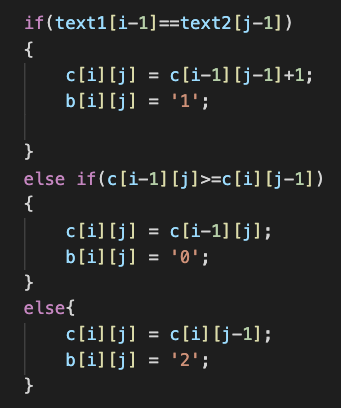 if(text1[i-1]==text2[j-1])
{
    c[i][j] = c[i-1][j-1]+1;
    b[i][j] = '1';
}
else if(c[i-1][j]>=c[i][j-1])
{
    c[i][j] = c[i-1][j];
    b[i][j] = '0';
}
else{
    c[i][j] = c[i][j-1];
    b[i][j] = '2';
}